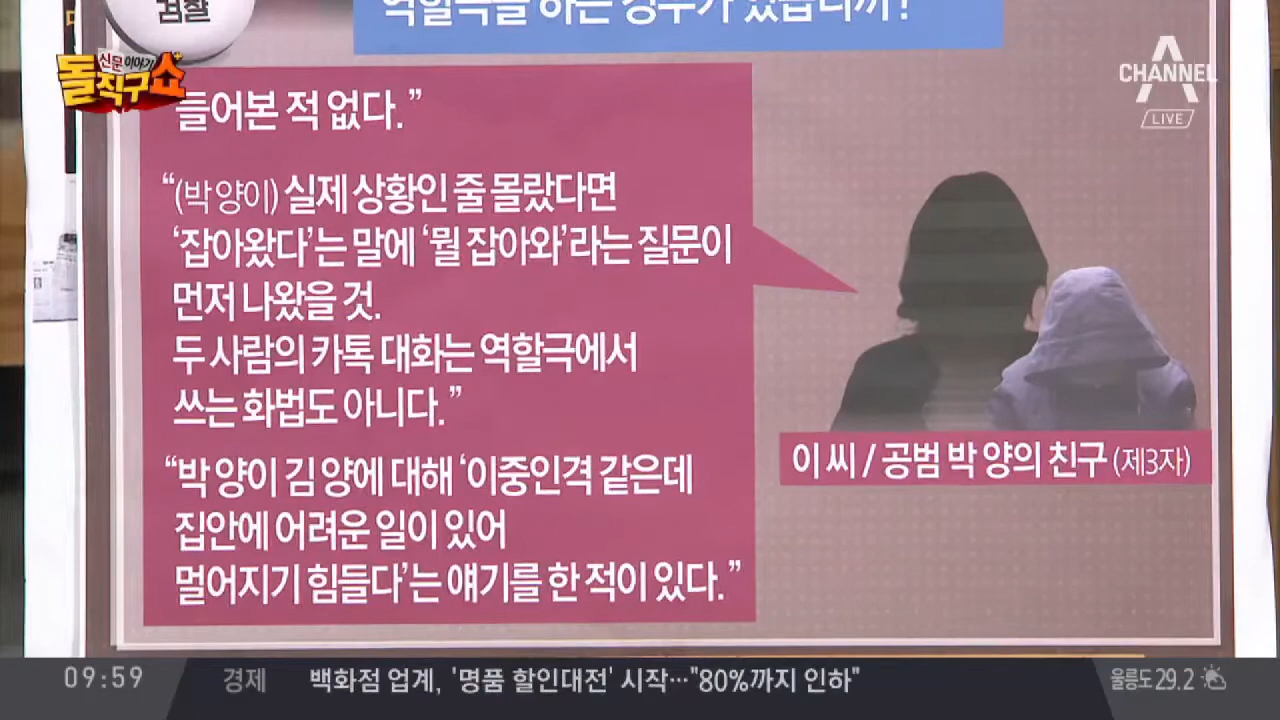 검찰
역할극을 하는 경우가 있습니까?
신문이야기
돌직구쇼+
CHANNEL A
LIVE
들어본 적 없다.”
“(박 양이) 실제 상황인 줄 몰랐다면
‘잡아왔다’는 말에 ‘뭘 잡아와’라는 질문이
먼저 나왔을 것.
두 사람의 카톡 대화는 역할극에서
쓰는 화법도 아니다.”
“박 양이 김 양에 대해 ‘이중인격 같은데
집안에 어려운 일이 있어
멀어지기 힘들다’는 얘기를 한 적이 있다.”
이 씨 / 공범 박 양의 친구 (제3자)
09:59
경제
백화점 업계, '명품 할인대전' 시작…"80%까지 인하"
울릉도 29.2